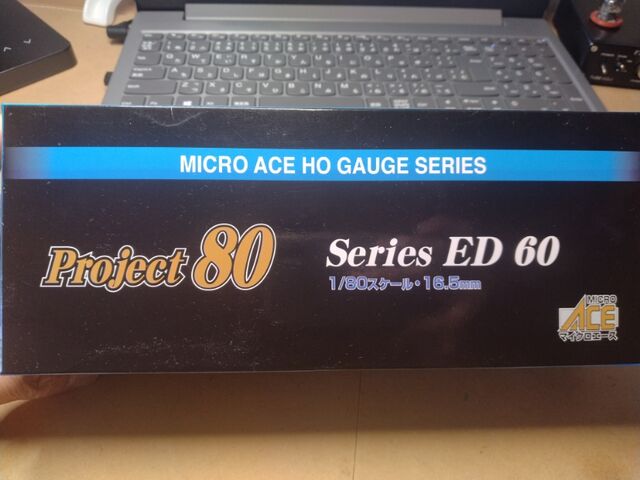 MICRO ACE HO GAUGE SERIES
Project 80
Series ED 60
1/80スケール・16.5mm
MICRO
ACE
マイクロエース